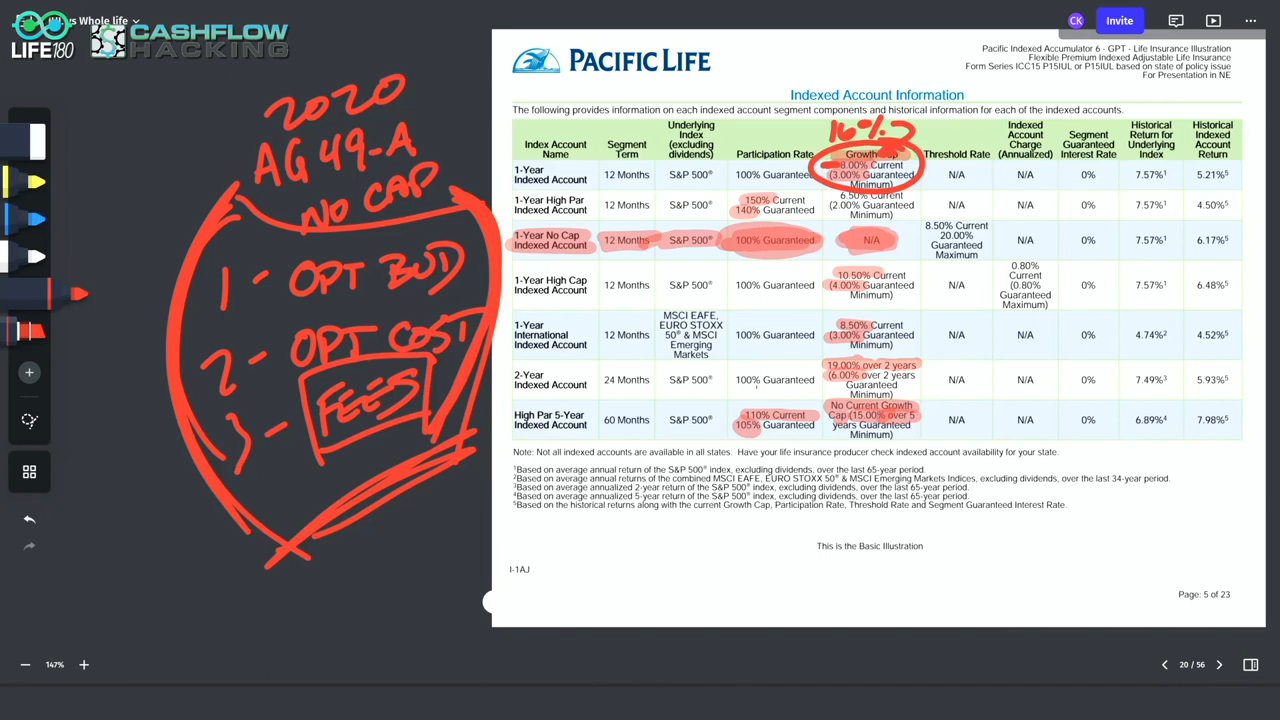 Whole life
LIFE180
CASHFLOW
HACKING
CK
Invite
2020
AG 49-A
NO CAP
1 - OPT BUD
2 - OPT COST
3 - FEES
PACIFIC LIFE
Pacific Indexed Accumulator 6 - GPT - Life Insurance Illustration
Flexible Premium Indexed Adjustable Life Insurance
Form Series ICC15 P15IUL or P15IUL based on state of policy issue
For Presentation in NE
Indexed Account Information
The following provides information on each indexed account segment components and historical information for each of the indexed accounts.
16%
Index Account Name Segment Term Underlying Index (excluding dividends) Participation Rate Growth Threshold Rate Indexed Account Charge (Annualized) Segment Guaranteed Interest Rate Historical Return for Underlying Index Historical Indexed Account Return
1-Year Indexed Account 12 Months S&P 500® 100% Guaranteed 8.00% Current (3.00% Guaranteed Minimum) N/A N/A 0% 7.57%¹ 5.21%⁵
1-Year High Par Indexed Account 12 Months S&P 500® 150% Current 140% Guaranteed 6.50% Current (2.00% Guaranteed Minimum) N/A N/A 0% 7.57%¹ 4.50%⁵
1-Year No Cap Indexed Account 12 Months S&P 500® 100% Guaranteed N/A 8.50% Current 20.00% Guaranteed Maximum N/A 0% 7.57%¹ 6.17%⁵
1-Year High Cap Indexed Account 12 Months S&P 500® 100% Guaranteed 10.50% Current (4.00% Guaranteed Minimum) N/A 0.80% Current (0.80% Guaranteed Maximum) 0% 7.57%¹ 6.48%⁵
1-Year International Indexed Account 12 Months MSCI EAFE, EURO STOXX 50® & MSCI Emerging Markets 100% Guaranteed 8.50% Current (3.00% Guaranteed Minimum) N/A N/A 0% 4.74%² 4.52%⁵
2-Year Indexed Account 24 Months S&P 500® 100% Guaranteed 19.00% over 2 years (6.00% over 2 years Guaranteed Minimum) N/A N/A 0% 7.49%³ 5.93%⁵
High Par 5-Year Indexed Account 60 Months S&P 500® 110% Current 105% Guaranteed No Current Growth Cap (15.00% over 5 years Guaranteed Minimum) N/A N/A 0% 6.89%⁴ 7.98%⁵
Note: Not all indexed accounts are available in all states. Have your life insurance producer check indexed account availability for your state.
¹Based on average annual return of the S&P 500® index, excluding dividends, over the last 65-year period.
²Based on average annual returns of the combined MSCI EAFE, EURO STOXX 50® & MSCI Emerging Markets Indices, excluding dividends, over the last 34-year period.
³Based on average annualized 2-year return of the S&P 500® index, excluding dividends, over the last 65-year period.
⁴Based on average annualized 5-year return of the S&P 500® index, excluding dividends, over the last 65-year period.
⁵Based on the historical returns along with the current Growth Cap, Participation Rate, Threshold Rate and Segment Guaranteed Interest Rate.
This is the Basic Illustration
I-1AJ
Page: 5 of 23
147%
20 / 56